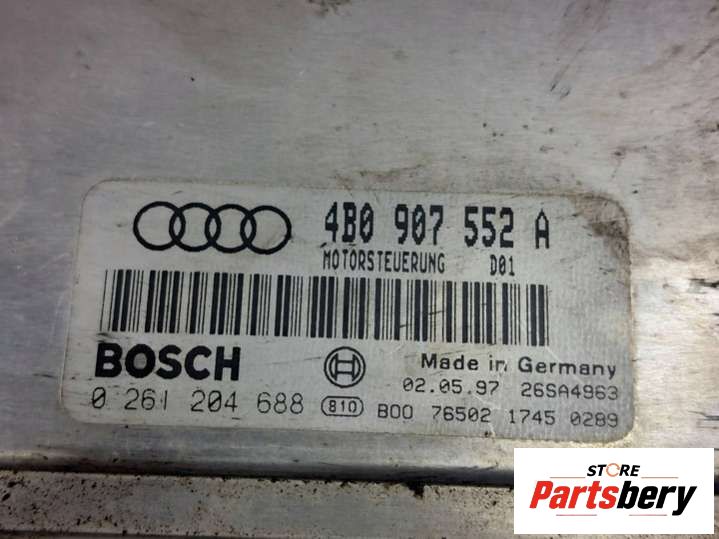 4B0 907 552 A
MOTORSTEUERUNG D01
BOSCH
Made in Germany
02.05.97 26SA4963
0 261 204 688 810 B00 76502 1745 0289
STORE
Partsbery